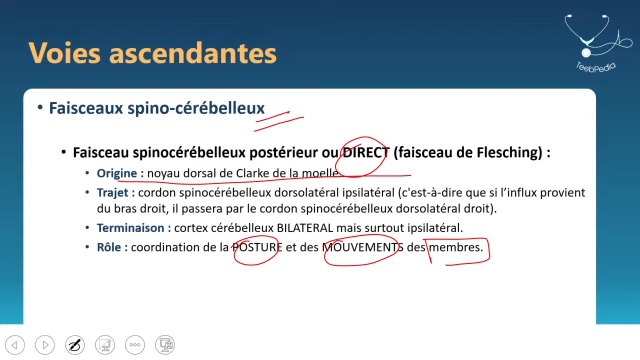 TeebPedia
Voies ascendantes
• Faisceaux spino-cérébelleux
• Faisceau spinocérébelleux postérieur ou DIRECT (faisceau de Flesching) :
• Origine : noyau dorsal de Clarke de la moelle.
• Trajet : cordon spinocérébelleux dorsolatéral ipsilatéral (c'est-à-dire que si l'influx provient
du bras droit, il passera par le cordon spinocérébelleux dorsolatéral droit).
• Terminaison : cortex cérébelleux BILATERAL mais surtout ipsilatéral.
• Rôle : coordination de la POSTURE et des MOUVEMENTS des membres.